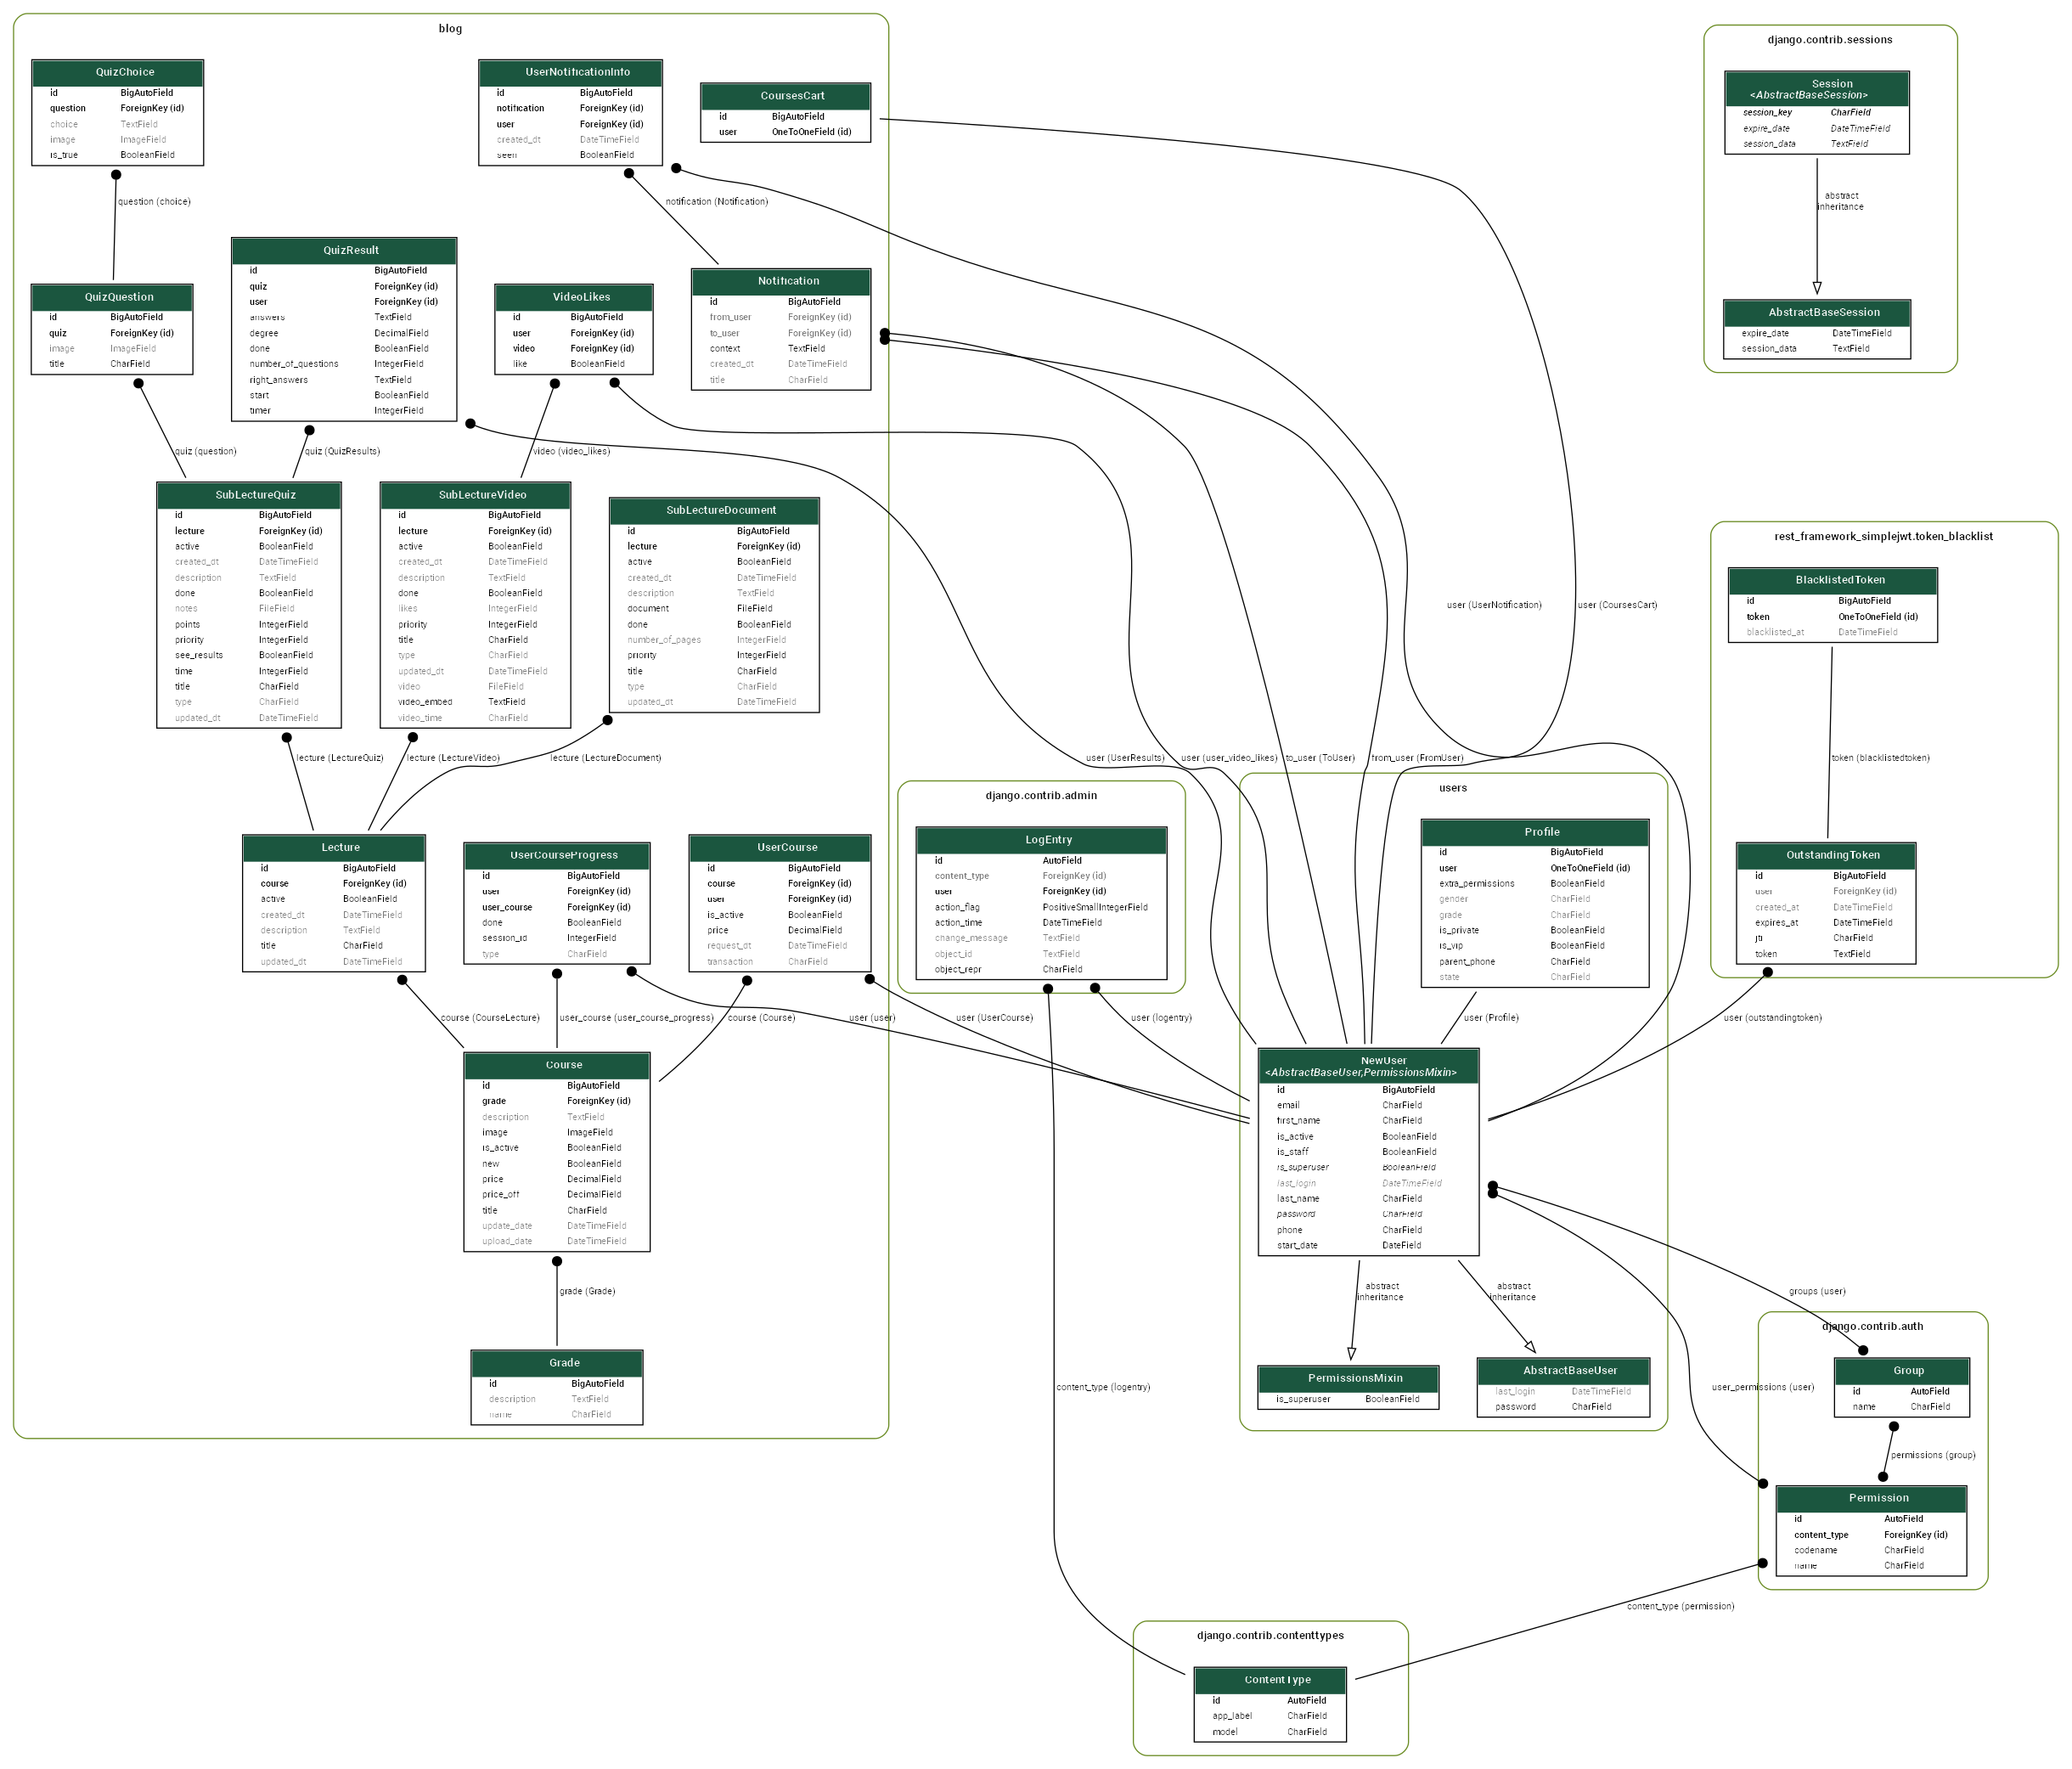 blog
QuizChoice
id BigAutoField
question ForeignKey (id)
choice TextField
image ImageField
is_true BooleanField
UserNotificationInfo
id BigAutoField
notification ForeignKey (id)
user ForeignKey (id)
created_dt DateTimeField
seen BooleanField
CoursesCart
id BigAutoField
user OneToOneField (id)
question (choice)
notification (Notification)
QuizQuestion
id BigAutoField
quiz ForeignKey (id)
image ImageField
title CharField
QuizResult
id BigAutoField
quiz ForeignKey (id)
user ForeignKey (id)
answers TextField
degree DecimalField
done BooleanField
number_of_questions IntegerField
right_answers TextField
start BooleanField
timer IntegerField
VideoLikes
id BigAutoField
user ForeignKey (id)
video ForeignKey (id)
like BooleanField
Notification
id BigAutoField
from_user ForeignKey (id)
to_user ForeignKey (id)
context TextField
created_dt DateTimeField
title CharField
quiz (question)
quiz (QuizResults)
video (video_likes)
SubLectureQuiz
id BigAutoField
lecture ForeignKey (id)
active BooleanField
created_dt DateTimeField
description TextField
done BooleanField
notes FileField
points IntegerField
priority IntegerField
see_results BooleanField
time IntegerField
title CharField
type CharField
updated_dt DateTimeField
SubLectureVideo
id BigAutoField
lecture ForeignKey (id)
active BooleanField
created_dt DateTimeField
description TextField
done BooleanField
likes IntegerField
priority IntegerField
title CharField
type CharField
updated_dt DateTimeField
video FileField
video_embed TextField
video_time CharField
SubLectureDocument
id BigAutoField
lecture ForeignKey (id)
active BooleanField
created_dt DateTimeField
description TextField
document FileField
done BooleanField
number_of_pages IntegerField
priority IntegerField
title CharField
type CharField
updated_dt DateTimeField
lecture (LectureQuiz)
lecture (LectureVideo)
lecture (LectureDocument)
Lecture
id BigAutoField
course ForeignKey (id)
active BooleanField
created_dt DateTimeField
description TextField
title CharField
updated_dt DateTimeField
UserCourseProgress
id BigAutoField
user ForeignKey (id)
user_course ForeignKey (id)
done BooleanField
session_id IntegerField
type CharField
UserCourse
id BigAutoField
course ForeignKey (id)
user ForeignKey (id)
is_active BooleanField
price DecimalField
request_dt DateTimeField
transaction CharField
course (CourseLecture)
user_course (user_course_progress)
course (Course)
user (user)
user (UserCourse)
Course
id BigAutoField
grade ForeignKey (id)
description TextField
image ImageField
is_active BooleanField
new BooleanField
price DecimalField
price_off DecimalField
title CharField
update_date DateTimeField
upload_date DateTimeField
grade (Grade)
Grade
id BigAutoField
description TextField
name CharField
user (UserNotification)
user (CoursesCart)
user (UserResults)
user (user_video_likes)
to_user (ToUser)
from_user (FromUser)
django.contrib.admin
LogEntry
id AutoField
content_type ForeignKey (id)
user ForeignKey (id)
action_flag PositiveSmallIntegerField
action_time DateTimeField
change_message TextField
object_id TextField
object_repr CharField
user (logentry)
content_type (logentry)
users
Profile
id BigAutoField
user OneToOneField (id)
extra_permissions BooleanField
gender CharField
grade CharField
is_private BooleanField
is_vip BooleanField
parent_phone CharField
state CharField
user (Profile)
NewUser
<AbstractBaseUser,PermissionsMixin>
id BigAutoField
email CharField
first_name CharField
is_active BooleanField
is_staff BooleanField
is_superuser BooleanField
last_login DateTimeField
last_name CharField
password CharField
phone CharField
start_date DateField
abstract
inheritance
abstract
inheritance
PermissionsMixin
is_superuser BooleanField
AbstractBaseUser
last_login DateTimeField
password CharField
django.contrib.sessions
Session
<AbstractBaseSession>
session_key CharField
expire_date DateTimeField
session_data TextField
abstract
inheritance
AbstractBaseSession
expire_date DateTimeField
session_data TextField
rest_framework_simplejwt.token_blacklist
BlacklistedToken
id BigAutoField
token OneToOneField (id)
blacklisted_at DateTimeField
token (blacklistedtoken)
OutstandingToken
id BigAutoField
user ForeignKey (id)
created_at DateTimeField
expires_at DateTimeField
jti CharField
token TextField
user (outstandingtoken)
groups (user)
user_permissions (user)
django.contrib.auth
Group
id AutoField
name CharField
permissions (group)
Permission
id AutoField
content_type ForeignKey (id)
codename CharField
name CharField
content_type (permission)
django.contrib.contenttypes
ContentType
id AutoField
app_label CharField
model CharField